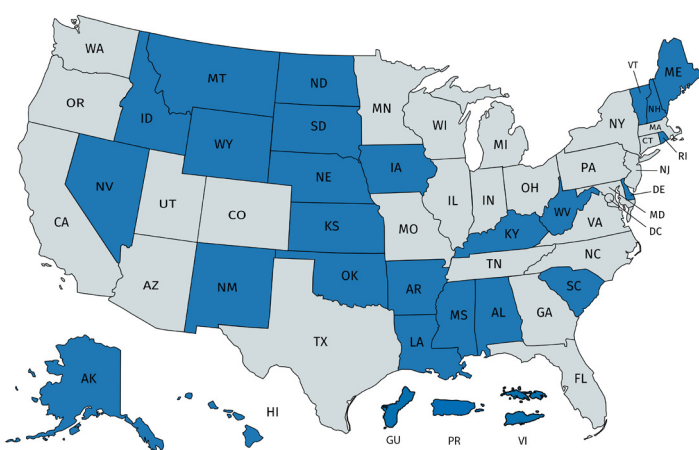 WA
MT
ND
MN
VT
ME
OR
ID
WY
SD
WI
MI
NY
NH
MA
CT
RI
NV
UT
CO
NE
IA
IL
IN
OH
PA
NJ
DE
MD
DC
CA
KS
MO
KY
WV
VA
AZ
NM
OK
AR
TN
NC
SC
TX
LA
MS
AL
GA
FL
AK
HI
GU
PR
VI